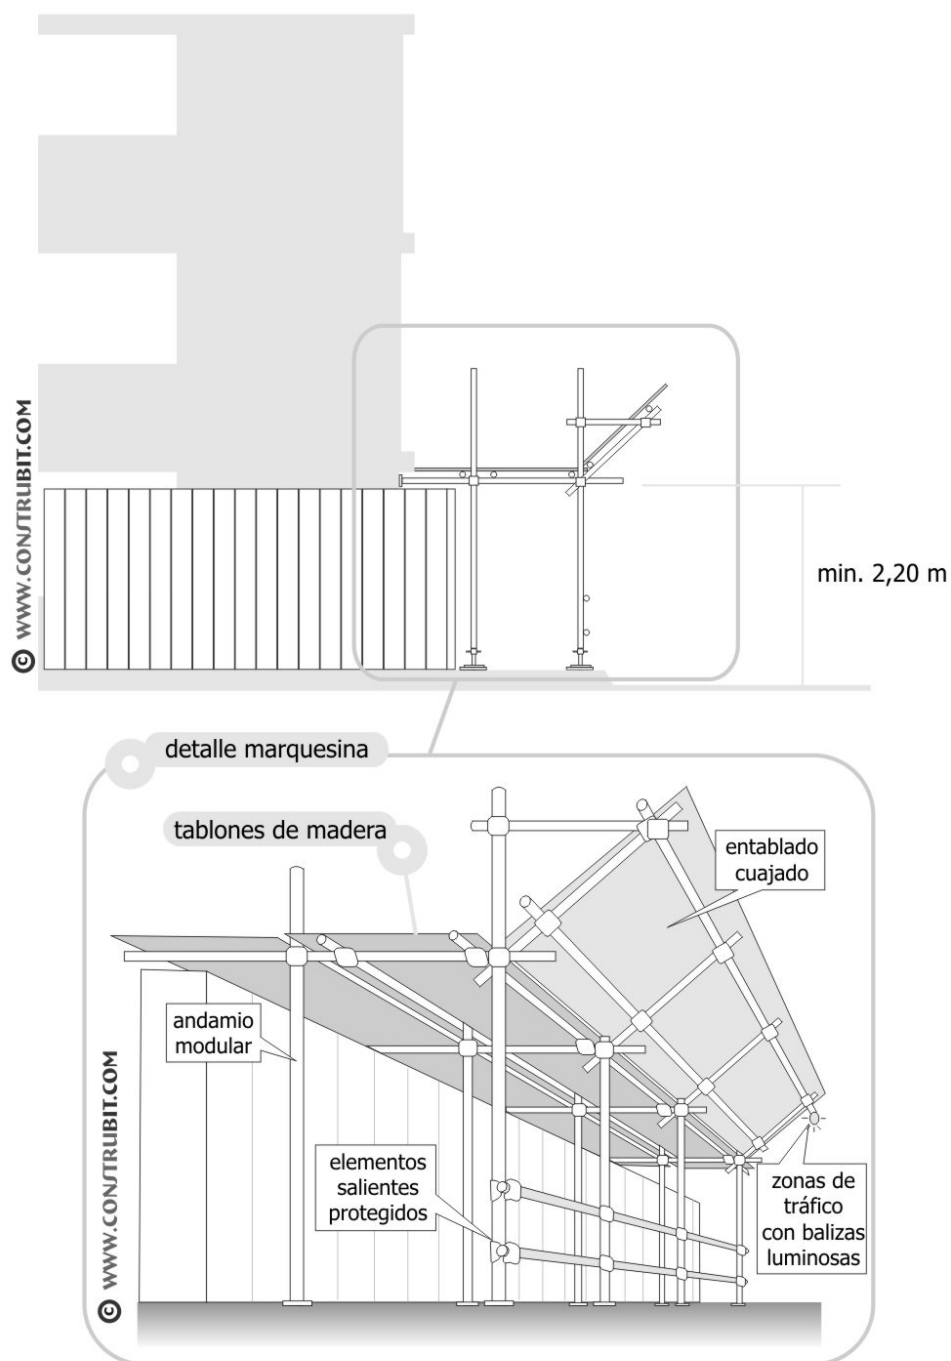 © WWW.CONSTRUBIT.COM
min. 2,20 m
detalle marquesina
tablones de madera
entablado
cuajado
andamio
modular
elementos
salientes
protegidos
zonas de
tráfico
con balizas
luminosas
© WWW.CONSTRUBIT.COM